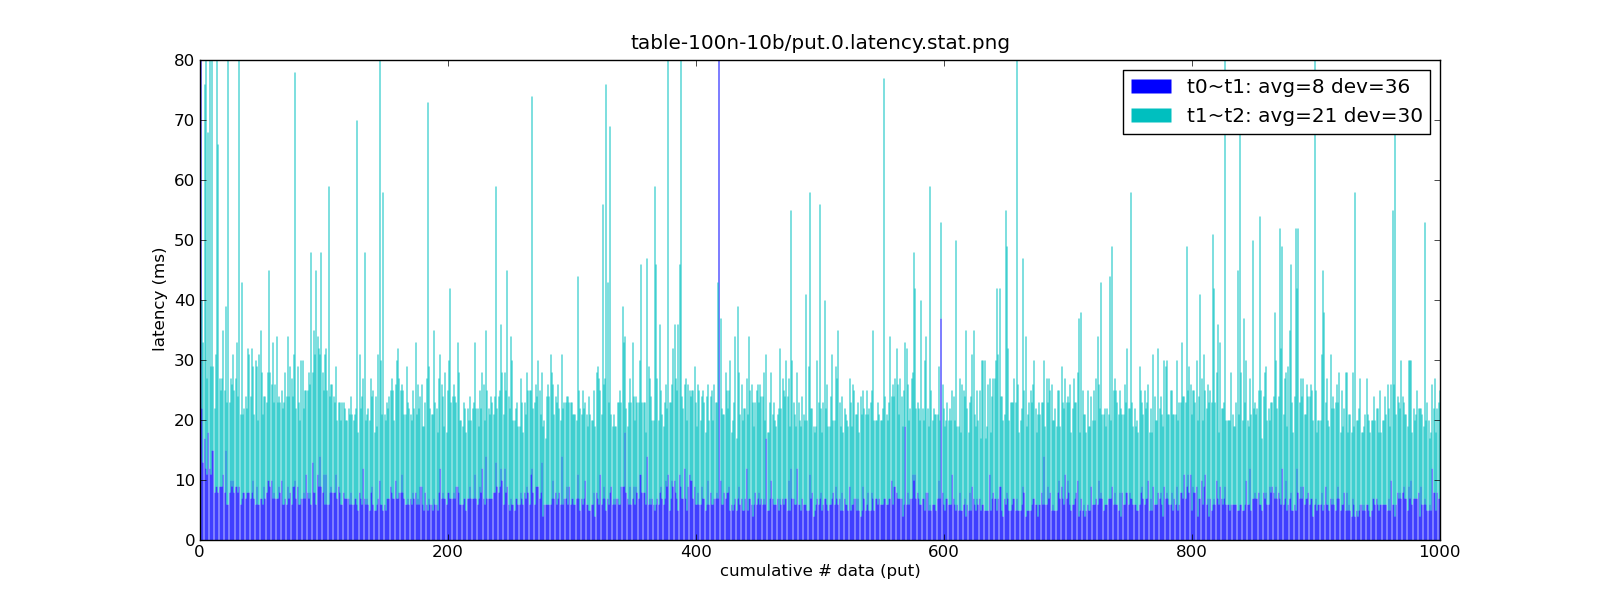 table-100n-10b/put.0.latency.stat.png
t0~t1: avg=8 dev=36
t1~t2: avg=21 dev=30
latency (ms)
80
70
60
50
40
30
20
10
0
0 200 400 600 800 1000
cumulative # data (put)